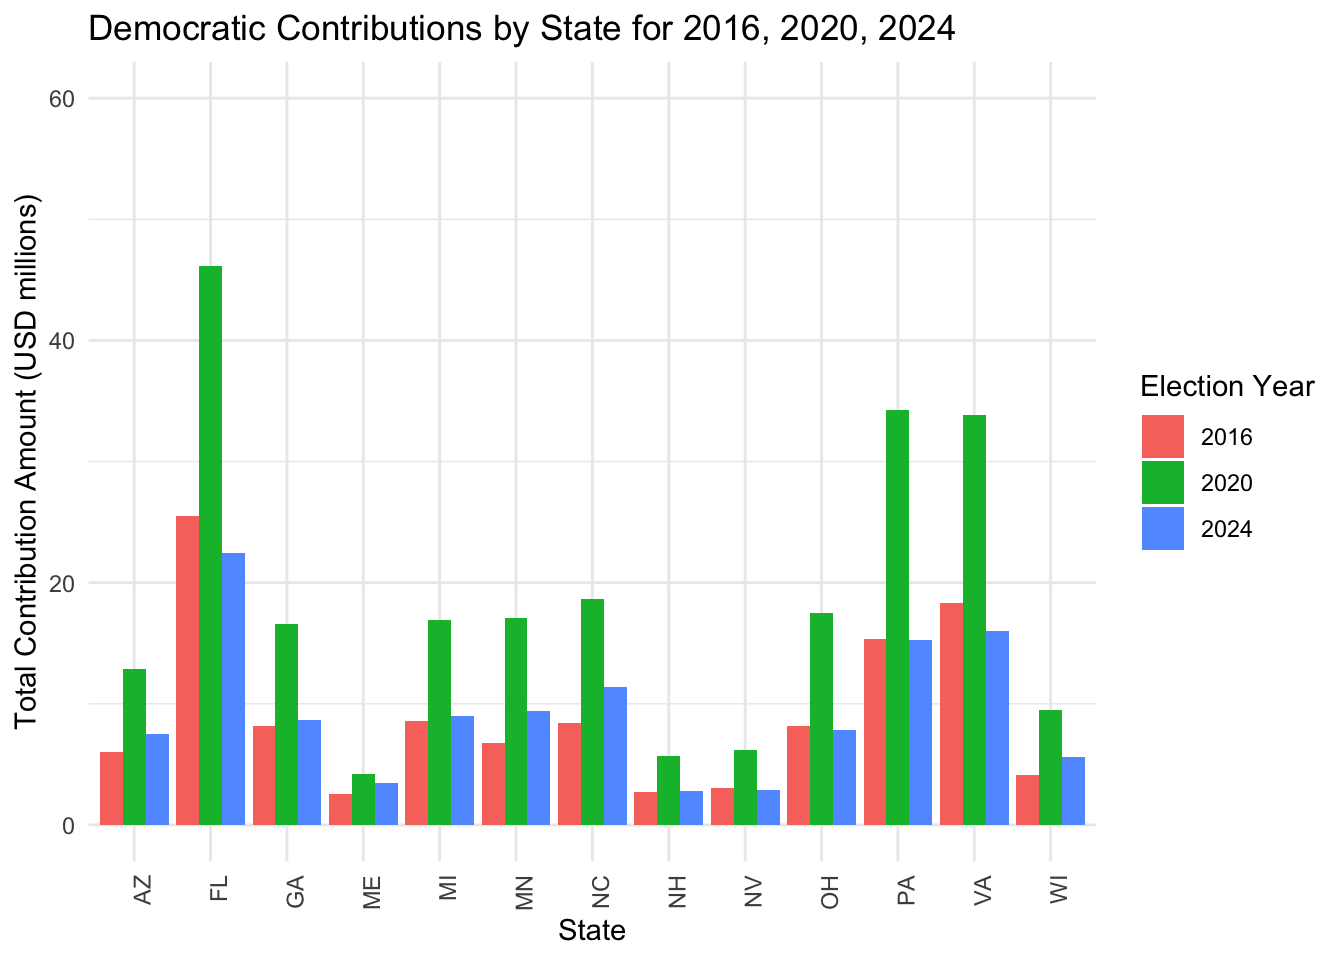 Democratic Contributions by State for 2016, 2020, 2024
Total Contribution Amount (USD millions)
60
40
20
0
AZ
FL
GA
ME
MI
MN
NC
NH
NV
OH
PA
VA
WI
State
Election Year
2016
2020
2024